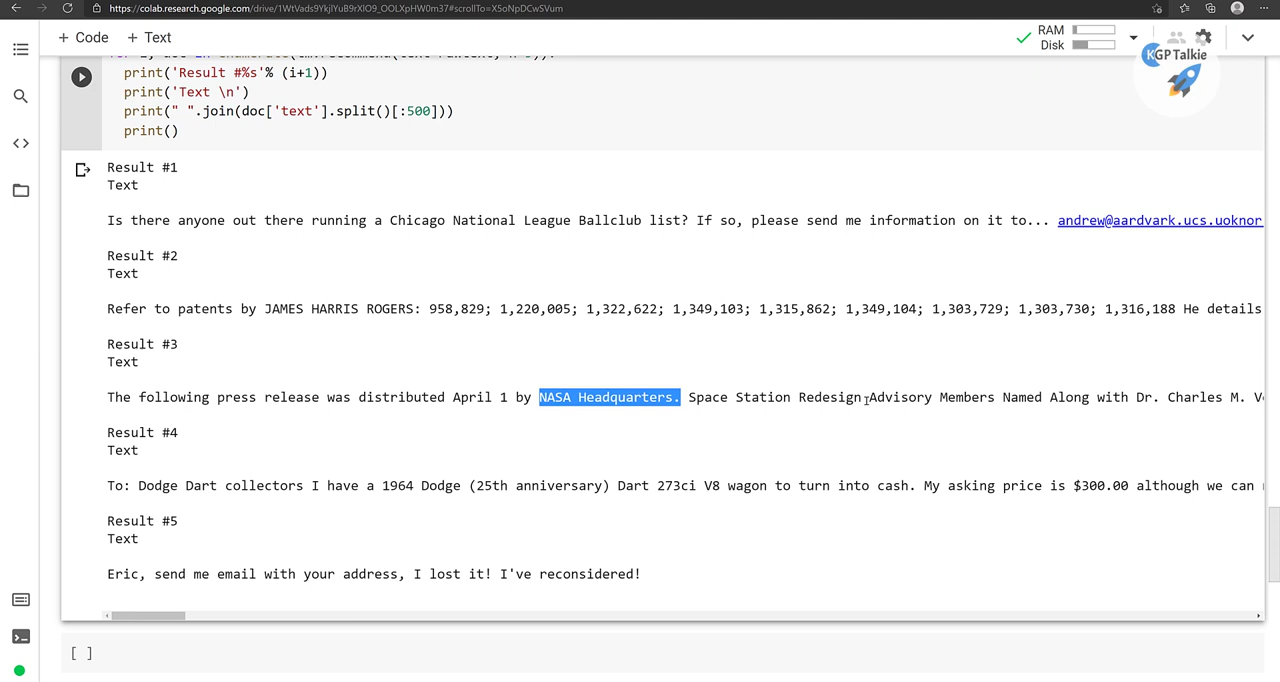 https://colab.research.google.com/drive/1WtVads9YkjlYuB9rXlO9_OOLXpHW0m37#scrollTo=X5oNpDCwSVum
+ Code + Text
RAM
Disk
KGPTalkie
print('Result #%s'% (i+1))
print('Text \n')
print(" ".join(doc['text'].split()[:500]))
print()
Result #1
Text
Is there anyone out there running a Chicago National League Ballclub list? If so, please send me information on it to... andrew@aardvark.ucs.uoknor
Result #2
Text
Refer to patents by JAMES HARRIS ROGERS: 958,829; 1,220,005; 1,322,622; 1,349,103; 1,315,862; 1,349,104; 1,303,729; 1,303,730; 1,316,188 He details
Result #3
Text
The following press release was distributed April 1 by NASA Headquarters. Space Station Redesign Advisory Members Named Along with Dr. Charles M.
Result #4
Text
To: Dodge Dart collectors I have a 1964 Dodge (25th anniversary) Dart 273ci V8 wagon to turn into cash. My asking price is $300.00 although we can
Result #5
Text
Eric, send me email with your address, I lost it! I've reconsidered!
[ ]